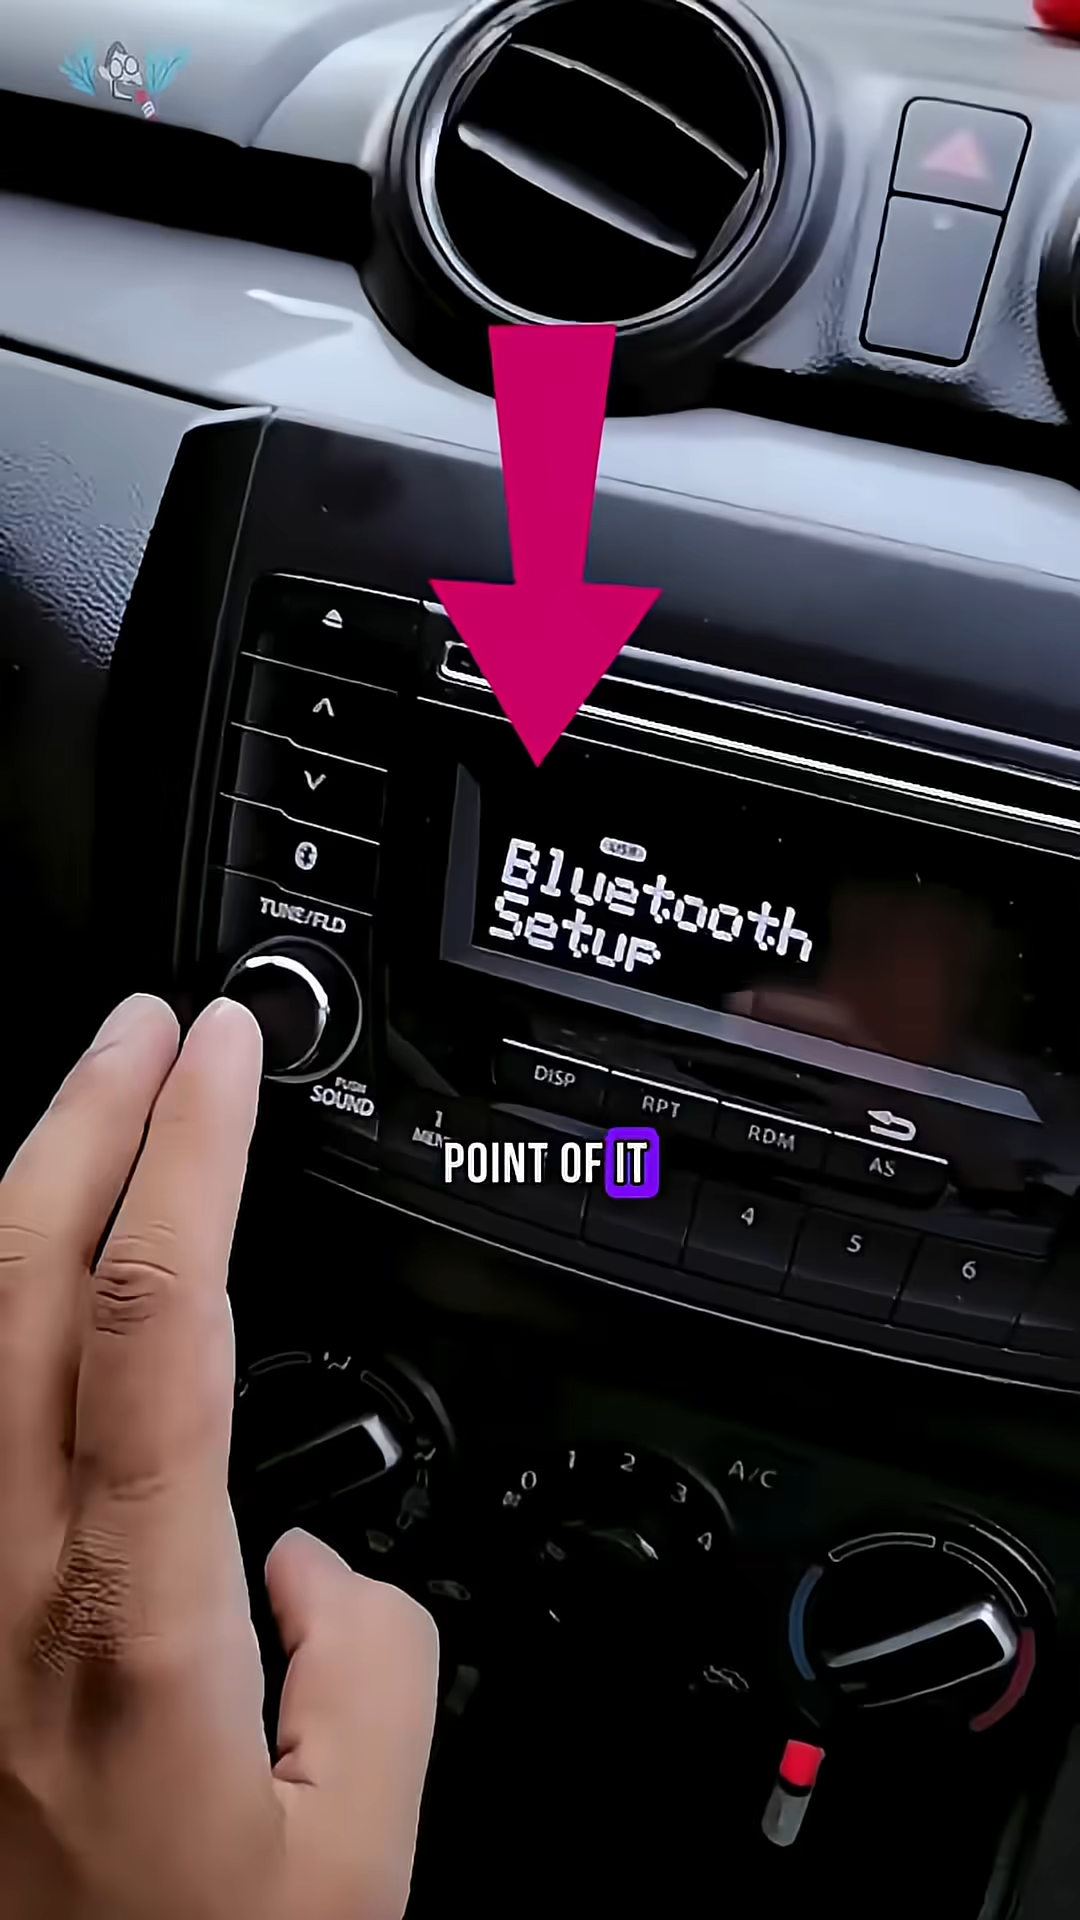 USB
Bluetooth
Setup
TUNE/FLD
PUSH
SOUND
DISP
RPT
RDM
AS
1
POINT OF IT
4
5
6
0
1
2
3
4
A/C